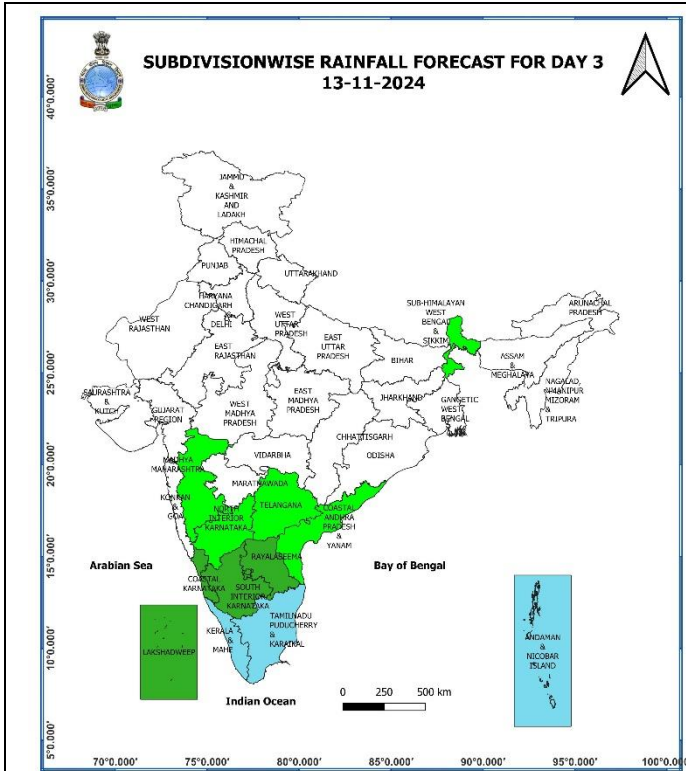 SUBDIVISIONWISE RAINFALL FORECAST FOR DAY 3
13-11-2024
40°0.000'
35°0.000'
30°0.000'
25°0.000'
20°0.000'
15°0.000'
10°0.000'
5°0.000'
JAMMU
&
KASHMIR
AND
LADAKH
HIMACHAL
PRADESH
PUNJAB
UTTARAKHAND
HARYANA
CHANDIGARH
&
DELHI
WEST
RAJASTHAN
WEST
UTTAR
PRADESH
EAST
RAJASTHAN
EAST
UTTAR
PRADESH
SUB-HIMALAYAN
WEST
BENGAL
&
SIKKIM
ARUNACHAL
PRADESH
BIHAR
ASSAM
&
MEGHALAYA
NAGALAD,
MANIPUR
MIZORAM
&
TRIPURA
SAURASHTRA
&
KUTCH
GUJARAT
REGION
WEST
MADHYA
PRADESH
EAST
MADHYA
PRADESH
JHARKHAND
GANGETIC
WEST
BENGAL
CHHATTISGARH
ODISHA
VIDARBHA
MADHYA
MAHARASHTRA
MARATHAWADA
KONKAN
&
GOA
NORTH
INTERIOR
KARNATAKA
TELANGANA
COASTAL
ANDHRA
PRADESH
&
YANAM
RAYALASEEMA
Arabian Sea
Bay of Bengal
COASTAL
KARNATAKA
SOUTH
INTERIOR
KARNATAKA
TAMILNADU
PUDUCHERRY
&
KARAIKAL
KERALA
&
MAHE
LAKSHADWEEP
ANDAMAN
&
NICOBAR
ISLAND
Indian Ocean
0 250 500 km
70°0.000' 75°0.000' 80°0.000' 85°0.000' 90°0.000' 95°0.000' 100°0.000'